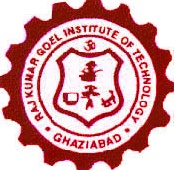 RAJ KUMAR GOEL INSTITUTE OF TECHNOLOGY
• GHAZIABAD •
ॐ